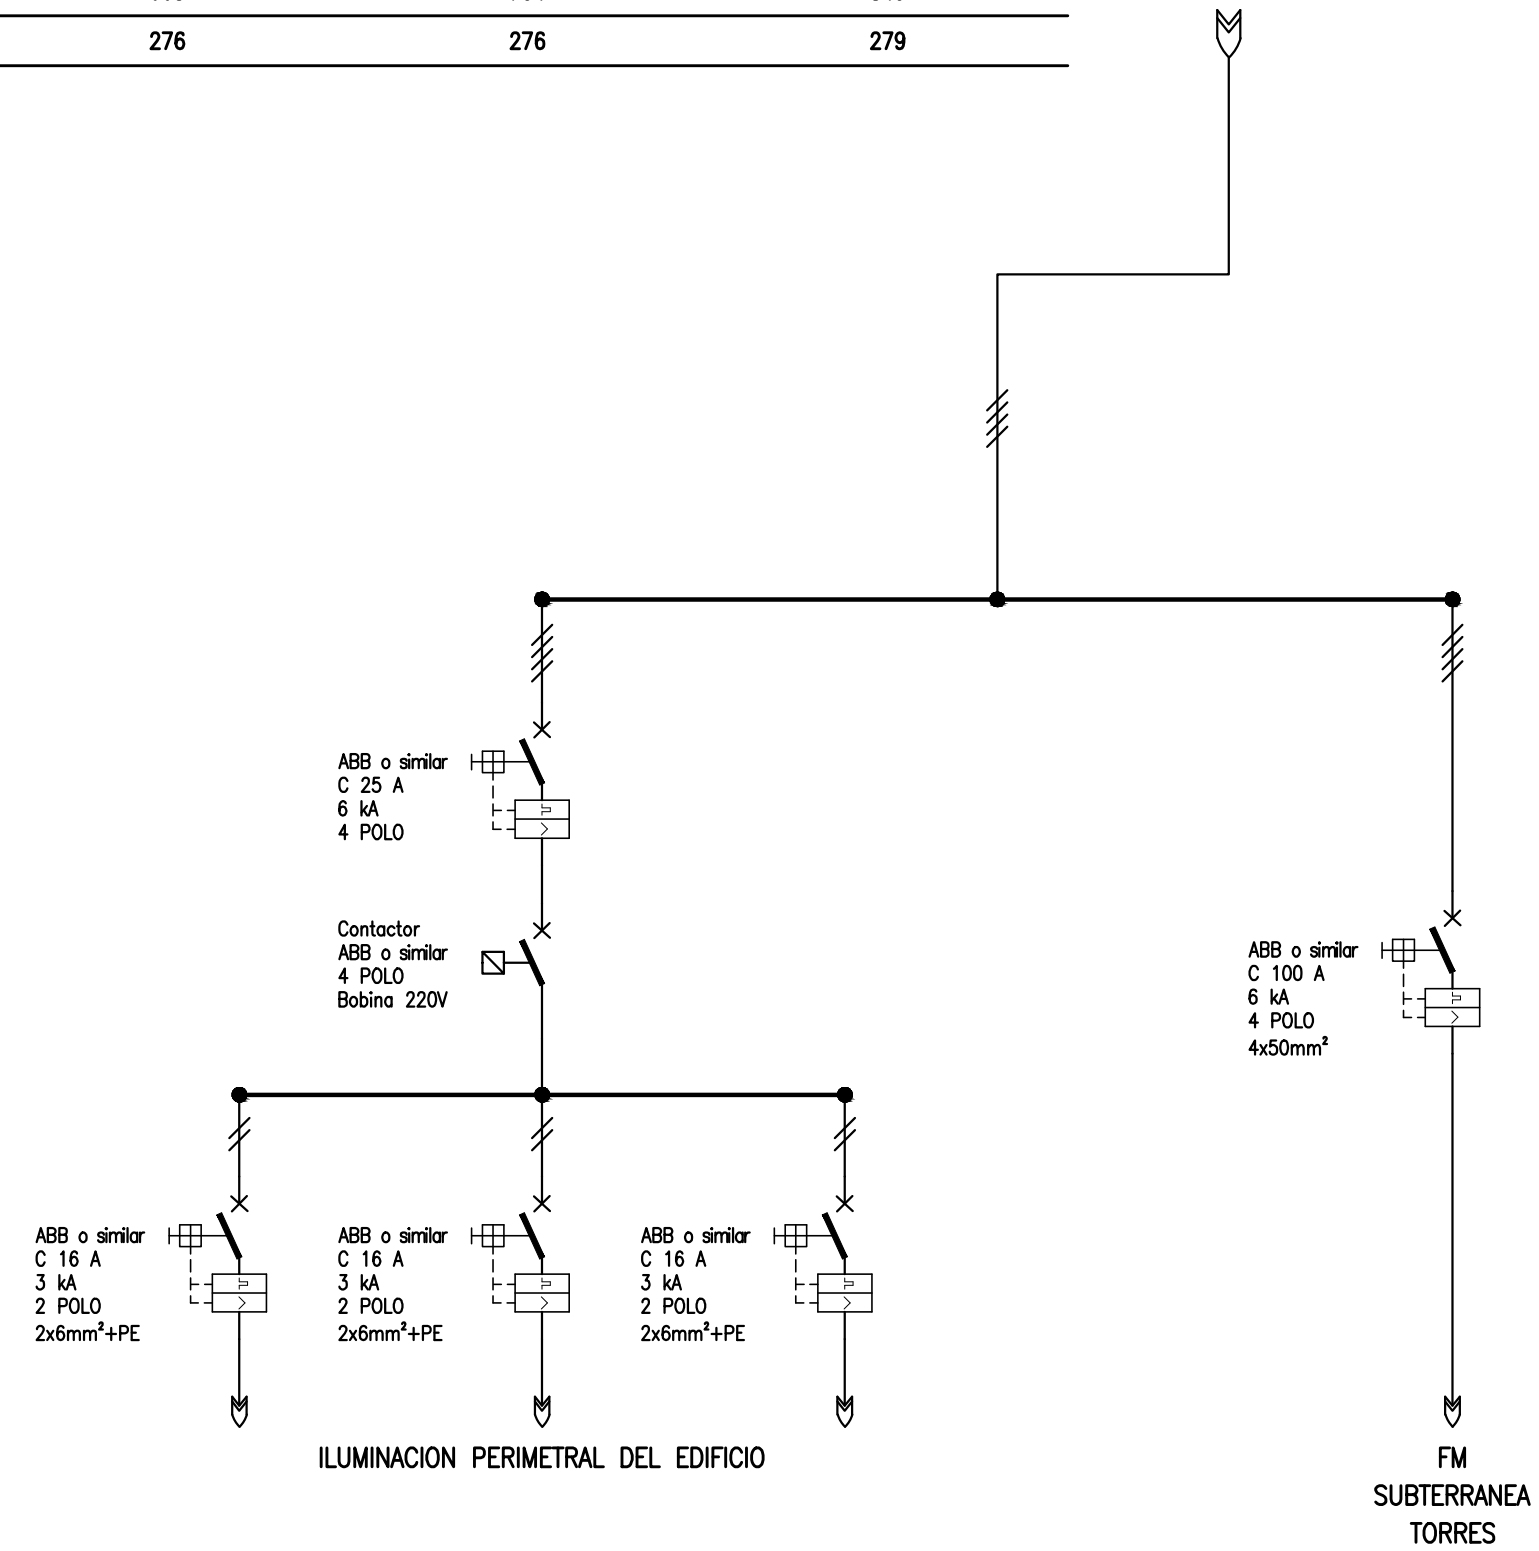 276 276 279
ABB o similar
C 25 A
6 kA
4 POLO
Contactor
ABB o similar
4 POLO
Bobina 220V
ABB o similar
C 100 A
6 kA
4 POLO
4x50mm²
ABB o similar
C 16 A
3 kA
2 POLO
2x6mm²+PE
ABB o similar
C 16 A
3 kA
2 POLO
2x6mm²+PE
ABB o similar
C 16 A
3 kA
2 POLO
2x6mm²+PE
ILUMINACION PERIMETRAL DEL EDIFICIO
FM
SUBTERRANEA
TORRES